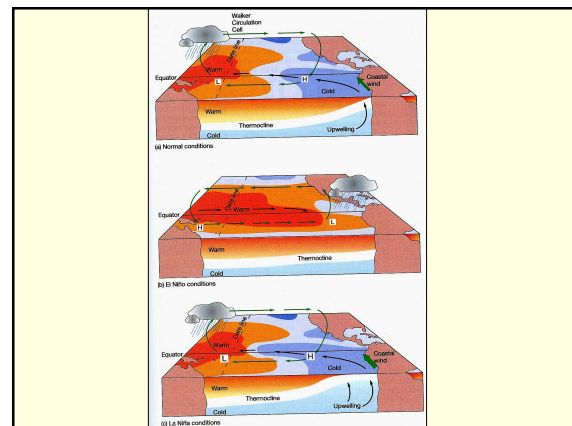 Walker
Circulation
Cell
Date line
Equator
Warm
L
H
Cold
Coastal
wind
Warm
Thermocline
Cold
Upwelling
(a) Normal conditions
Date line
Equator
Warm
H
L
Warm
Thermocline
Cold
(b) El Niño conditions
Date line
Equator
Warm
L
H
Cold
Coastal
wind
Warm
Thermocline
Cold
Upwelling
(c) La Niña conditions